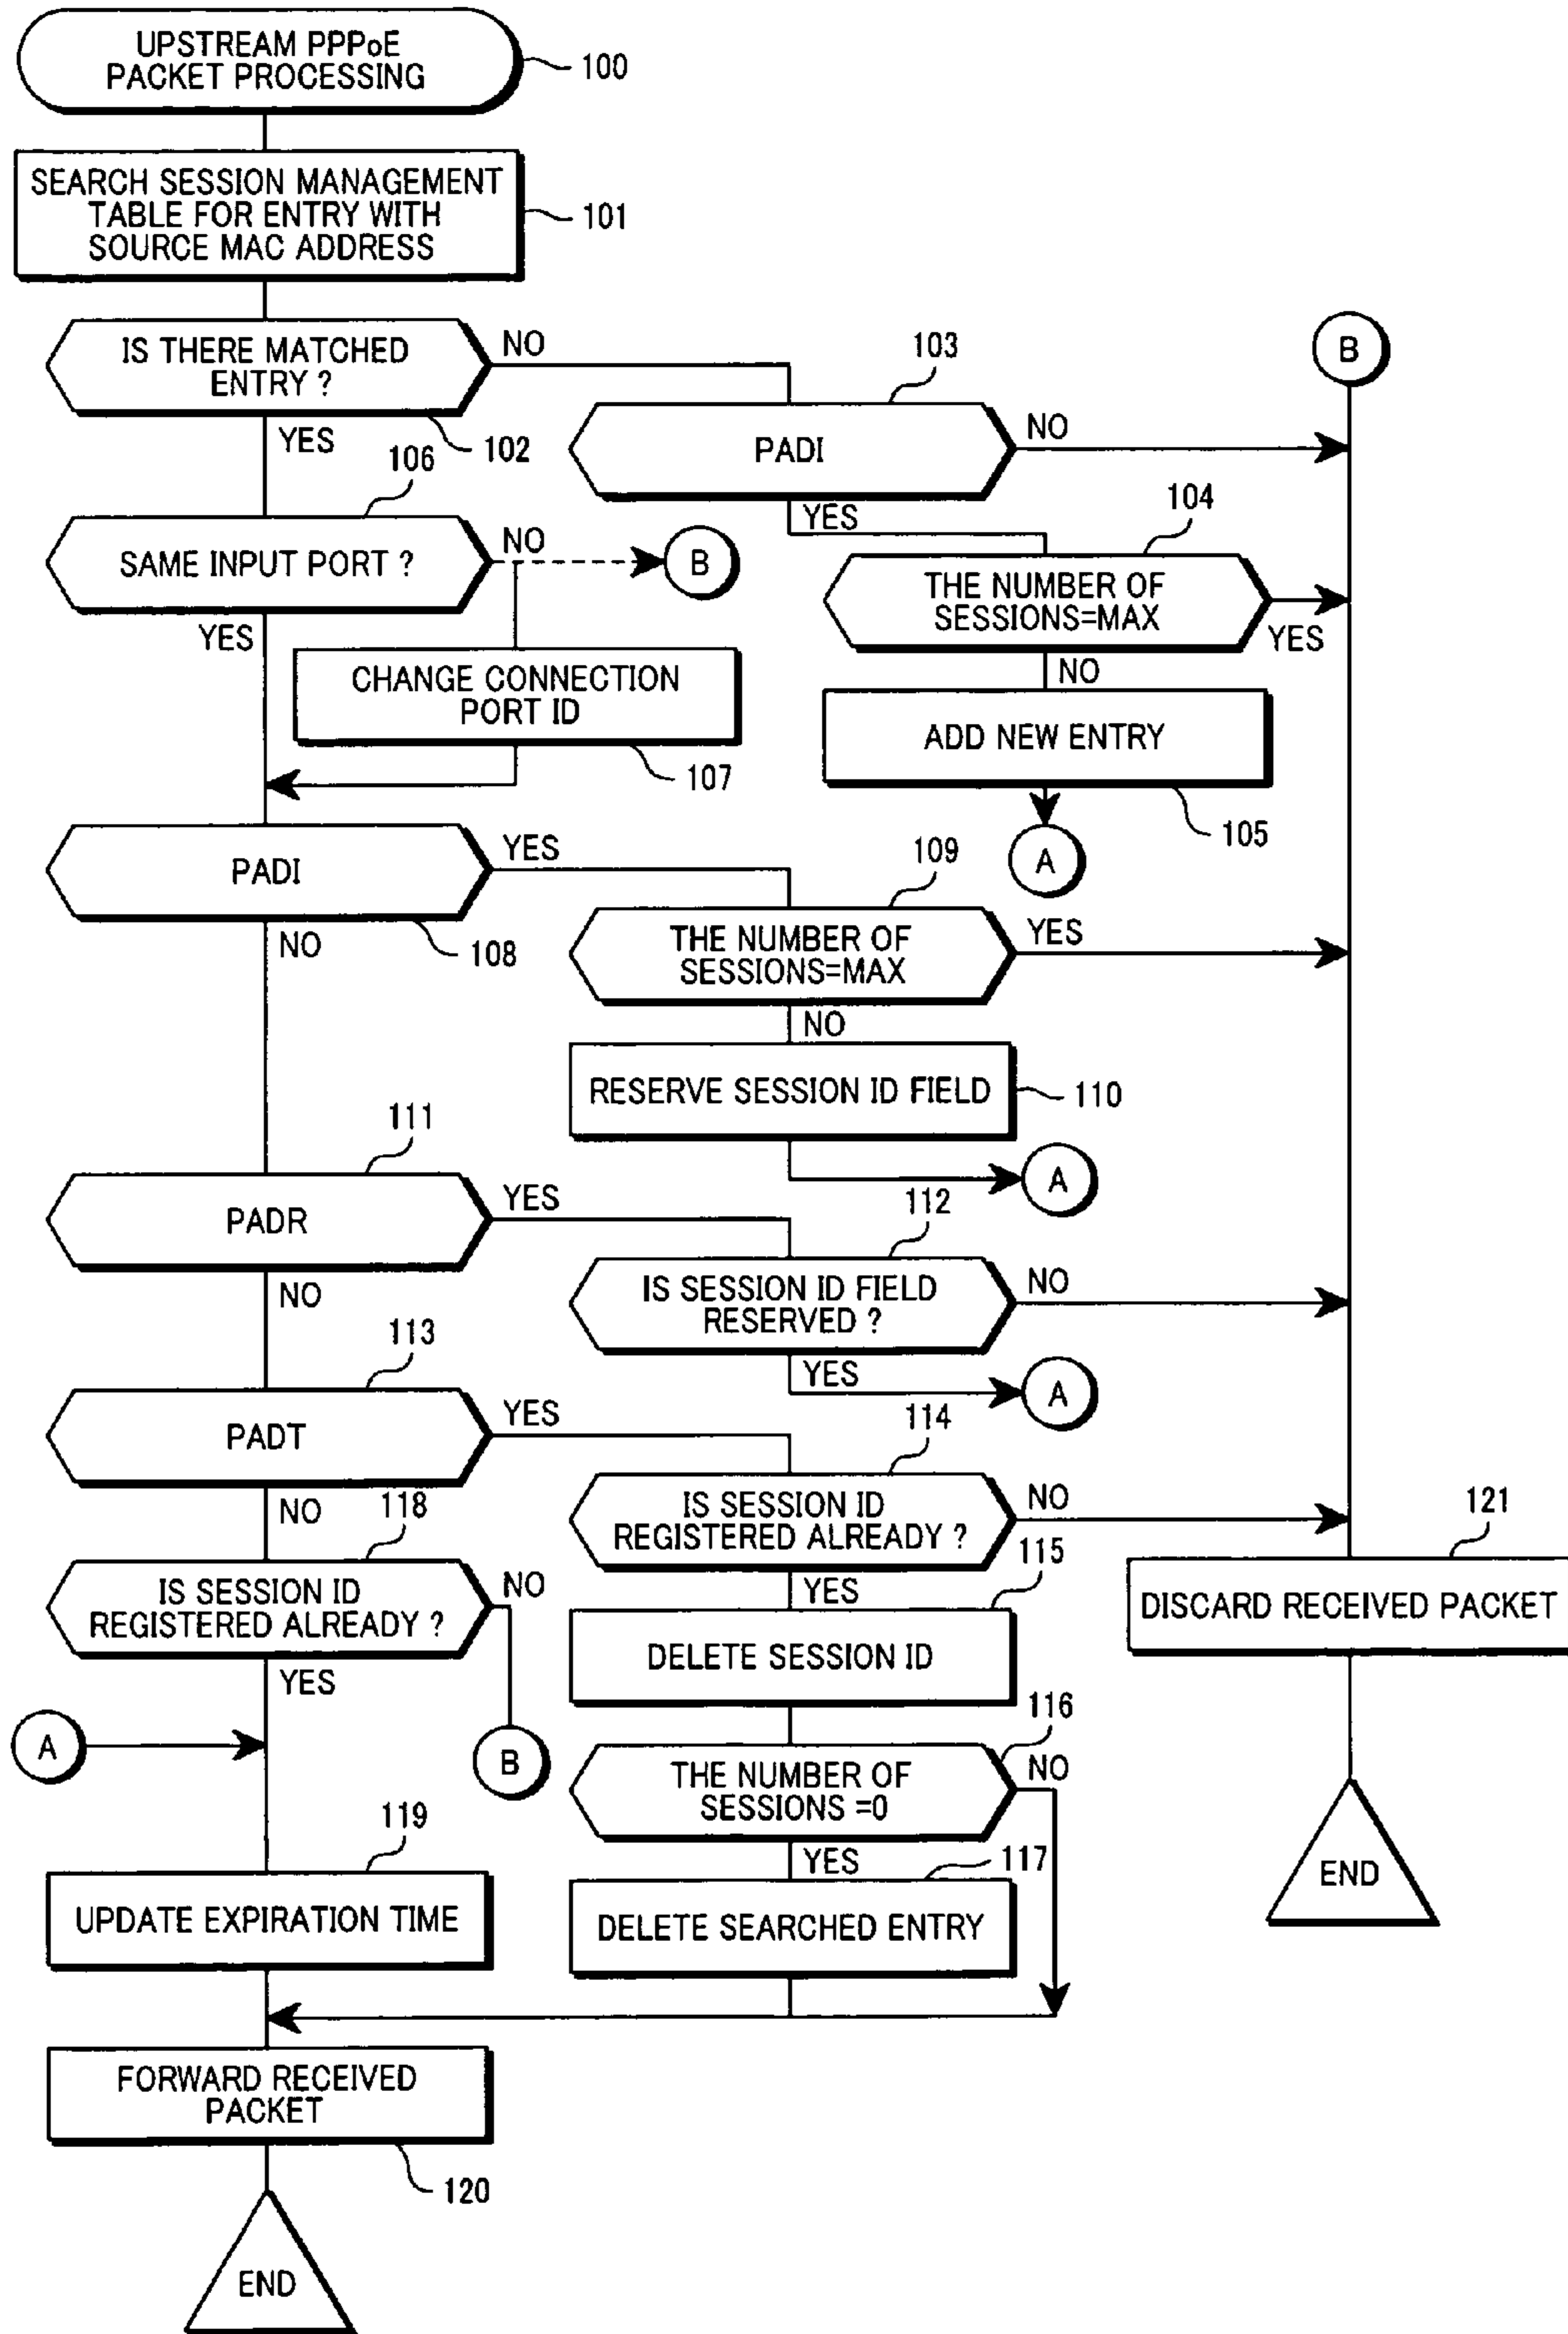 UPSTREAM PPPoE
PACKET PROCESSING
100
SEARCH SESSION MANAGEMENT
TABLE FOR ENTRY WITH
SOURCE MAC ADDRESS
101
IS THERE MATCHED
ENTRY ?
NO
YES
102
103
PADI
NO
YES
B
106
SAME INPUT PORT ?
NO
B
YES
104
THE NUMBER OF
SESSIONS=MAX
YES
NO
CHANGE CONNECTION
PORT ID
107
ADD NEW ENTRY
105
A
PADI
YES
NO
108
109
THE NUMBER OF
SESSIONS=MAX
YES
NO
RESERVE SESSION ID FIELD
110
A
111
PADR
YES
NO
112
IS SESSION ID FIELD
RESERVED ?
NO
YES
A
113
PADT
YES
NO
114
IS SESSION ID
REGISTERED ALREADY ?
NO
YES
118
IS SESSION ID
REGISTERED ALREADY ?
NO
YES
B
115
DELETE SESSION ID
121
DISCARD RECEIVED PACKET
END
A
116
THE NUMBER OF
SESSIONS =0
NO
YES
117
DELETE SEARCHED ENTRY
119
UPDATE EXPIRATION TIME
FORWARD RECEIVED
PACKET
120
END